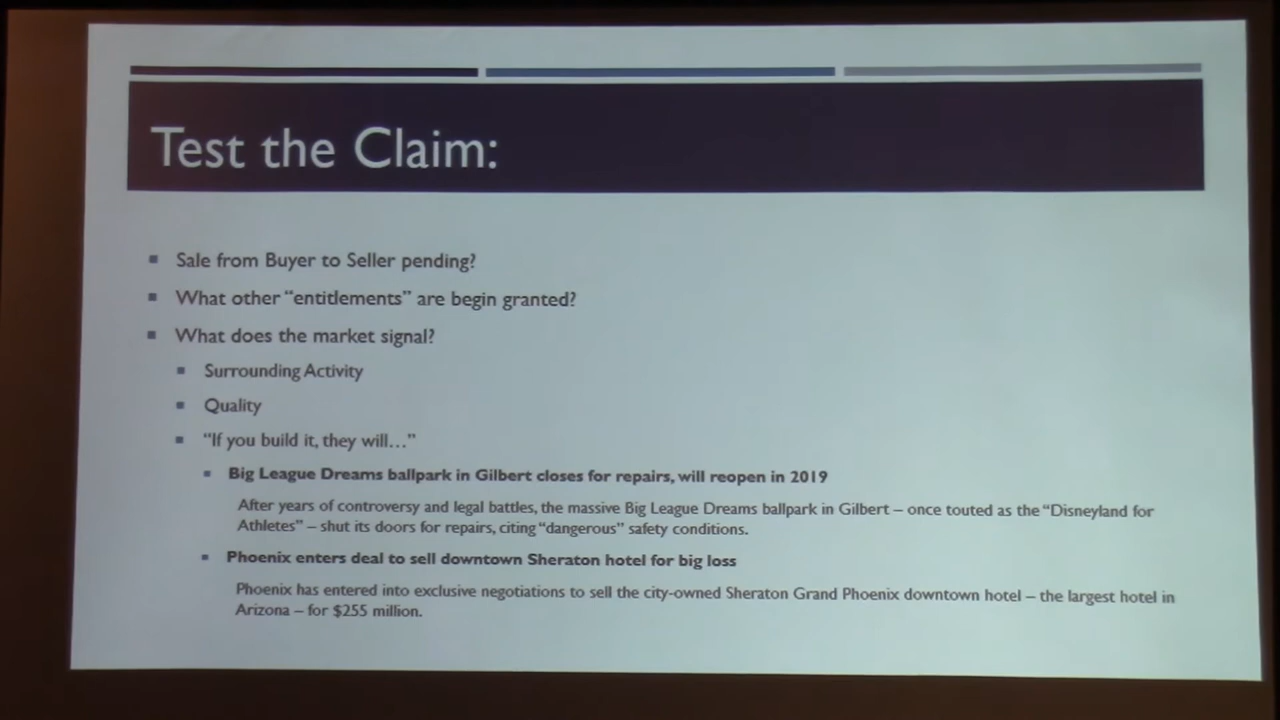 Test the Claim:
Sale from Buyer to Seller pending?
What other “entitlements” are begin granted?
What does the market signal?
Surrounding Activity
Quality
“If you build it, they will…”
Big League Dreams ballpark in Gilbert closes for repairs, will reopen in 2019
After years of controversy and legal battles, the massive Big League Dreams ballpark in Gilbert – once touted as the “Disneyland for
Athletes” – shut its doors for repairs, citing “dangerous” safety conditions.
Phoenix enters deal to sell downtown Sheraton hotel for big loss
Phoenix has entered into exclusive negotiations to sell the city-owned Sheraton Grand Phoenix downtown hotel – the largest hotel in
Arizona – for $255 million.